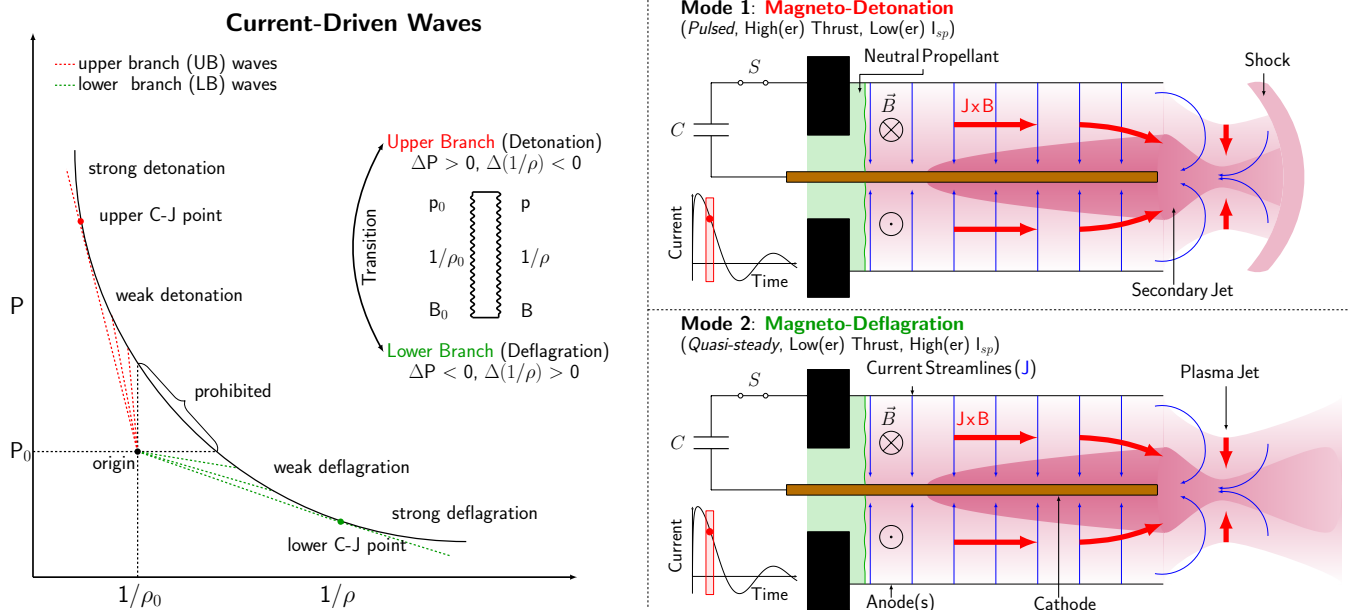 Current-Driven Waves
upper branch (UB) waves
lower branch (LB) waves
strong detonation
upper C-J point
weak detonation
prohibited
origin
weak deflagration
strong deflagration
lower C-J point
P
P₀
1/ρ₀
1/ρ
Upper Branch (Detonation)
ΔP > 0, Δ(1/ρ) < 0
Transition
p₀
p
1/ρ₀
1/ρ
B₀
B
Lower Branch (Deflagration)
ΔP < 0, Δ(1/ρ) > 0
Mode 1: Magneto-Detonation
(Pulsed, High(er) Thrust, Low(er) Iₛₚ)
Neutral Propellant
Shock
S
C
B⃗
JxB
Current
Time
Secondary Jet
Mode 2: Magneto-Deflagration
(Quasi-steady, Low(er) Thrust, High(er) Iₛₚ)
Current Streamlines (J)
Plasma Jet
S
C
B⃗
JxB
Current
Time
Anode(s)
Cathode